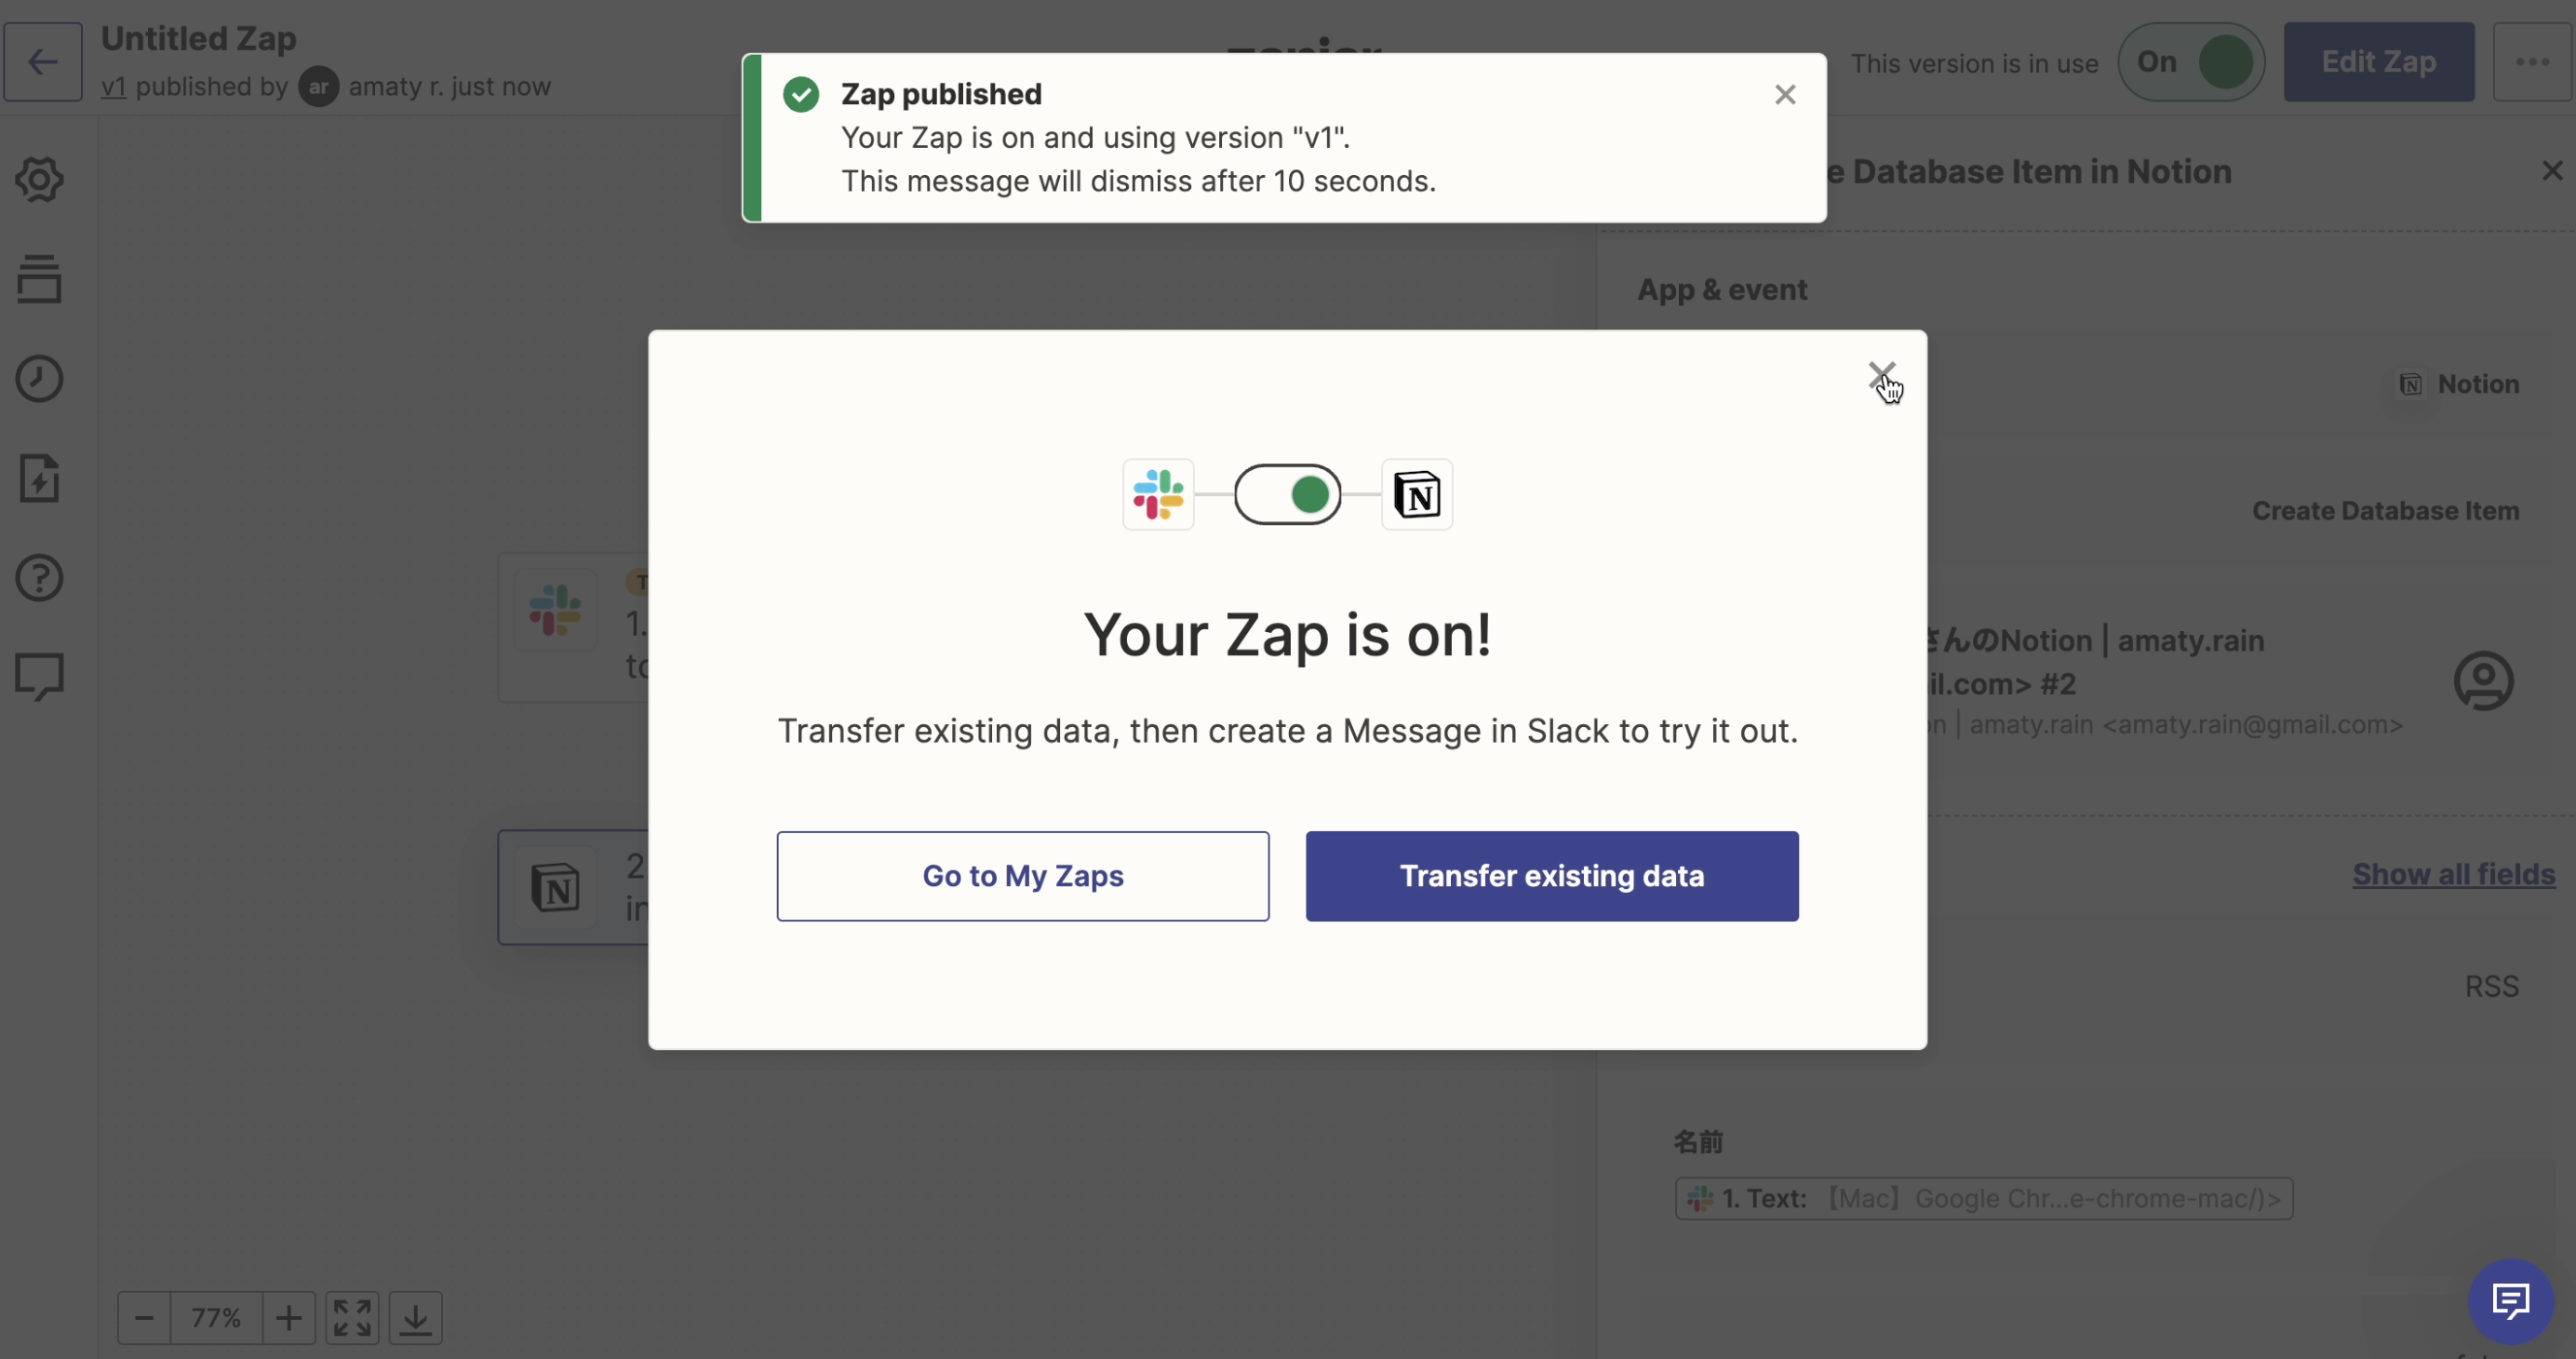 Untitled Zap
v1 published by ar amaty r. just now
This version is in use
On
Edit Zap
Zap published
Your Zap is on and using version "v1".
This message will dismiss after 10 seconds.
e Database Item in Notion
App & event
Notion
Create Database Item
さんのNotion | amaty.rain
il.com> #2
on | amaty.rain <amaty.rain@gmail.com>
1.
to
2
in
Your Zap is on!
Transfer existing data, then create a Message in Slack to try it out.
Go to My Zaps
Transfer existing data
Show all fields
RSS
名前
1. Text: 【Mac】 Google Chr...e-chrome-mac/)>
77%